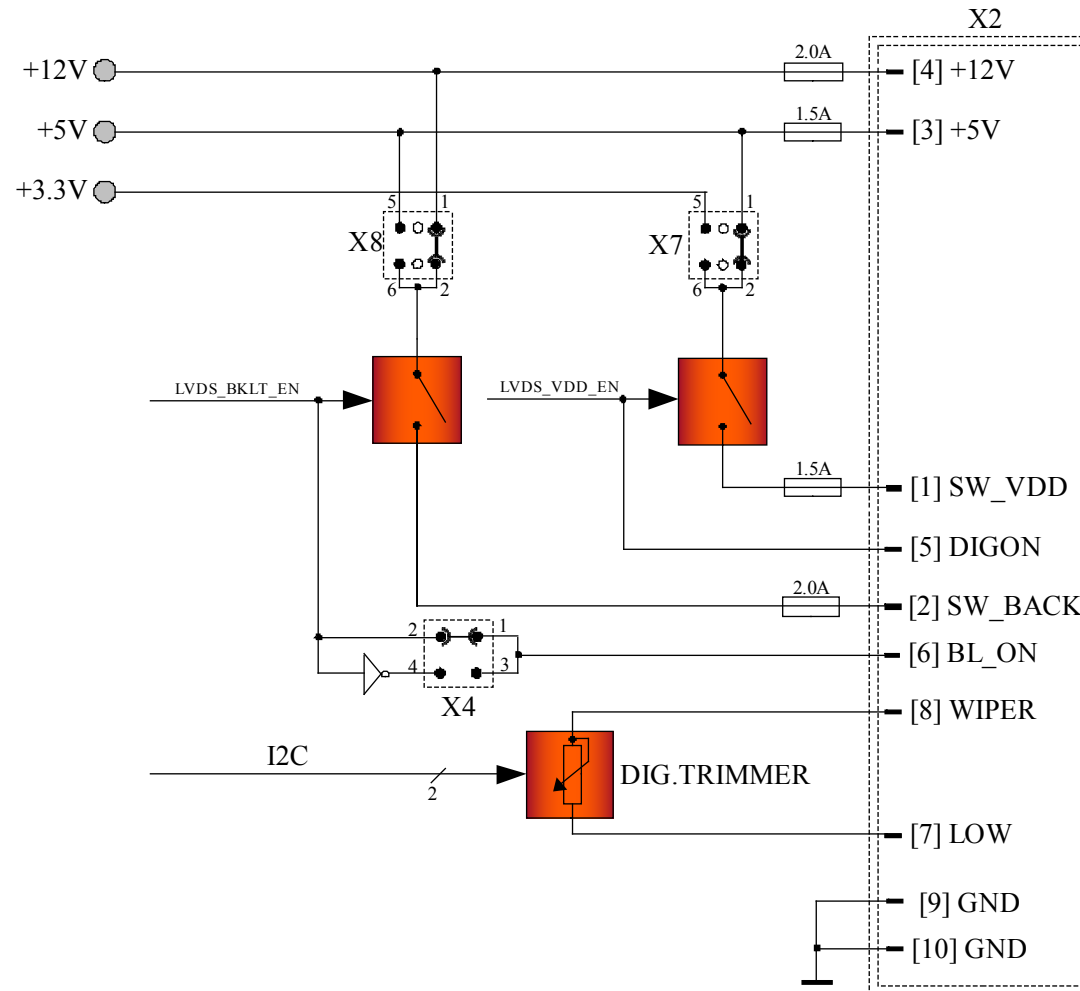 X2
+12V
2.0A
[4] +12V
+5V
1.5A
[3] +5V
+3.3V
5 1
X8
6 2
5 1
X7
6 2
LVDS_BKLT_EN
LVDS_VDD_EN
1.5A
[1] SW_VDD
[5] DIGON
2.0A
[2] SW_BACK
2 1
[6] BL_ON
4 3
X4
[8] WIPER
I2C
2
DIG.TRIMMER
[7] LOW
[9] GND
[10] GND